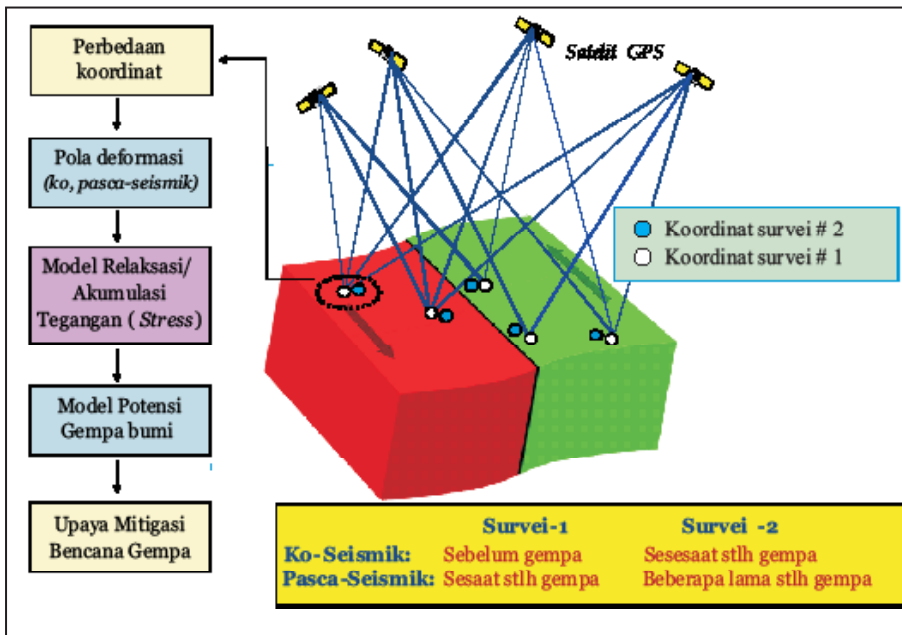 Perbedaan
koordinat
Pola deformasi
(ko, pasca-seismik)
Model Relaksasi/
Akumulasi
Tegangan ( Stress )
Model Potensi
Gempa bumi
Upaya Mitigasi
Bencana Gempa
Satelit GPS
Koordinat survei # 2
Koordinat survei # 1
Survei-1 Survei -2
Ko-Seismik: Sebelum gempa Sesesaat stlh gempa
Pasca-Seismik: Sesaat stlh gempa Beberapa lama stlh gempa